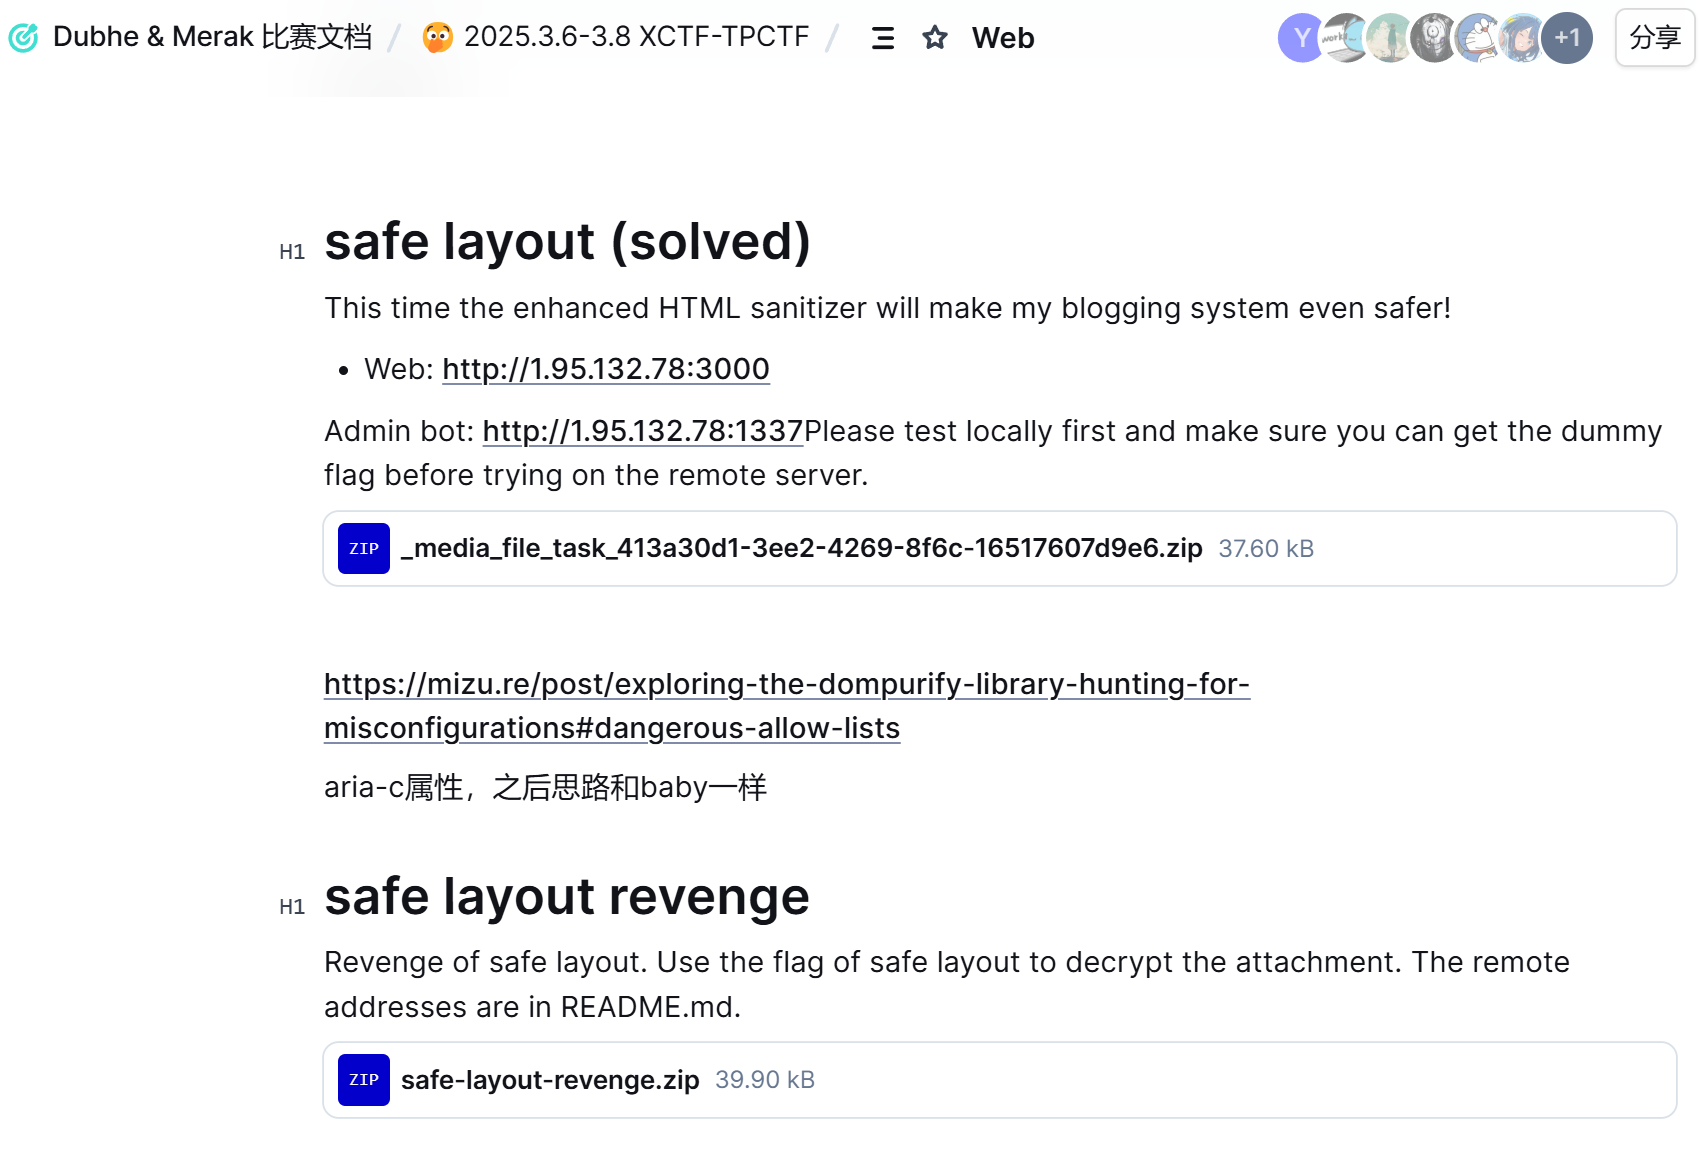 Dubhe & Merak 比赛文档 / 2025.3.6-3.8 XCTF-TPCTF / Web Y work +1 分享
H1 safe layout (solved)
This time the enhanced HTML sanitizer will make my blogging system even safer!
• Web: http://1.95.132.78:3000
Admin bot: http://1.95.132.78:1337Please test locally first and make sure you can get the dummy
flag before trying on the remote server.
ZIP _media_file_task_413a30d1-3ee2-4269-8f6c-16517607d9e6.zip 37.60 kB
https://mizu.re/post/exploring-the-dompurify-library-hunting-for-
misconfigurations#dangerous-allow-lists
aria-c属性，之后思路和baby一样
H1 safe layout revenge
Revenge of safe layout. Use the flag of safe layout to decrypt the attachment. The remote
addresses are in README.md.
ZIP safe-layout-revenge.zip 39.90 kB